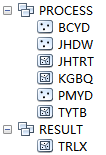 PROCESS
BCYD
JHDW
JHTRT
KGBQ
PMYD
TYTB
RESULT
TRLX